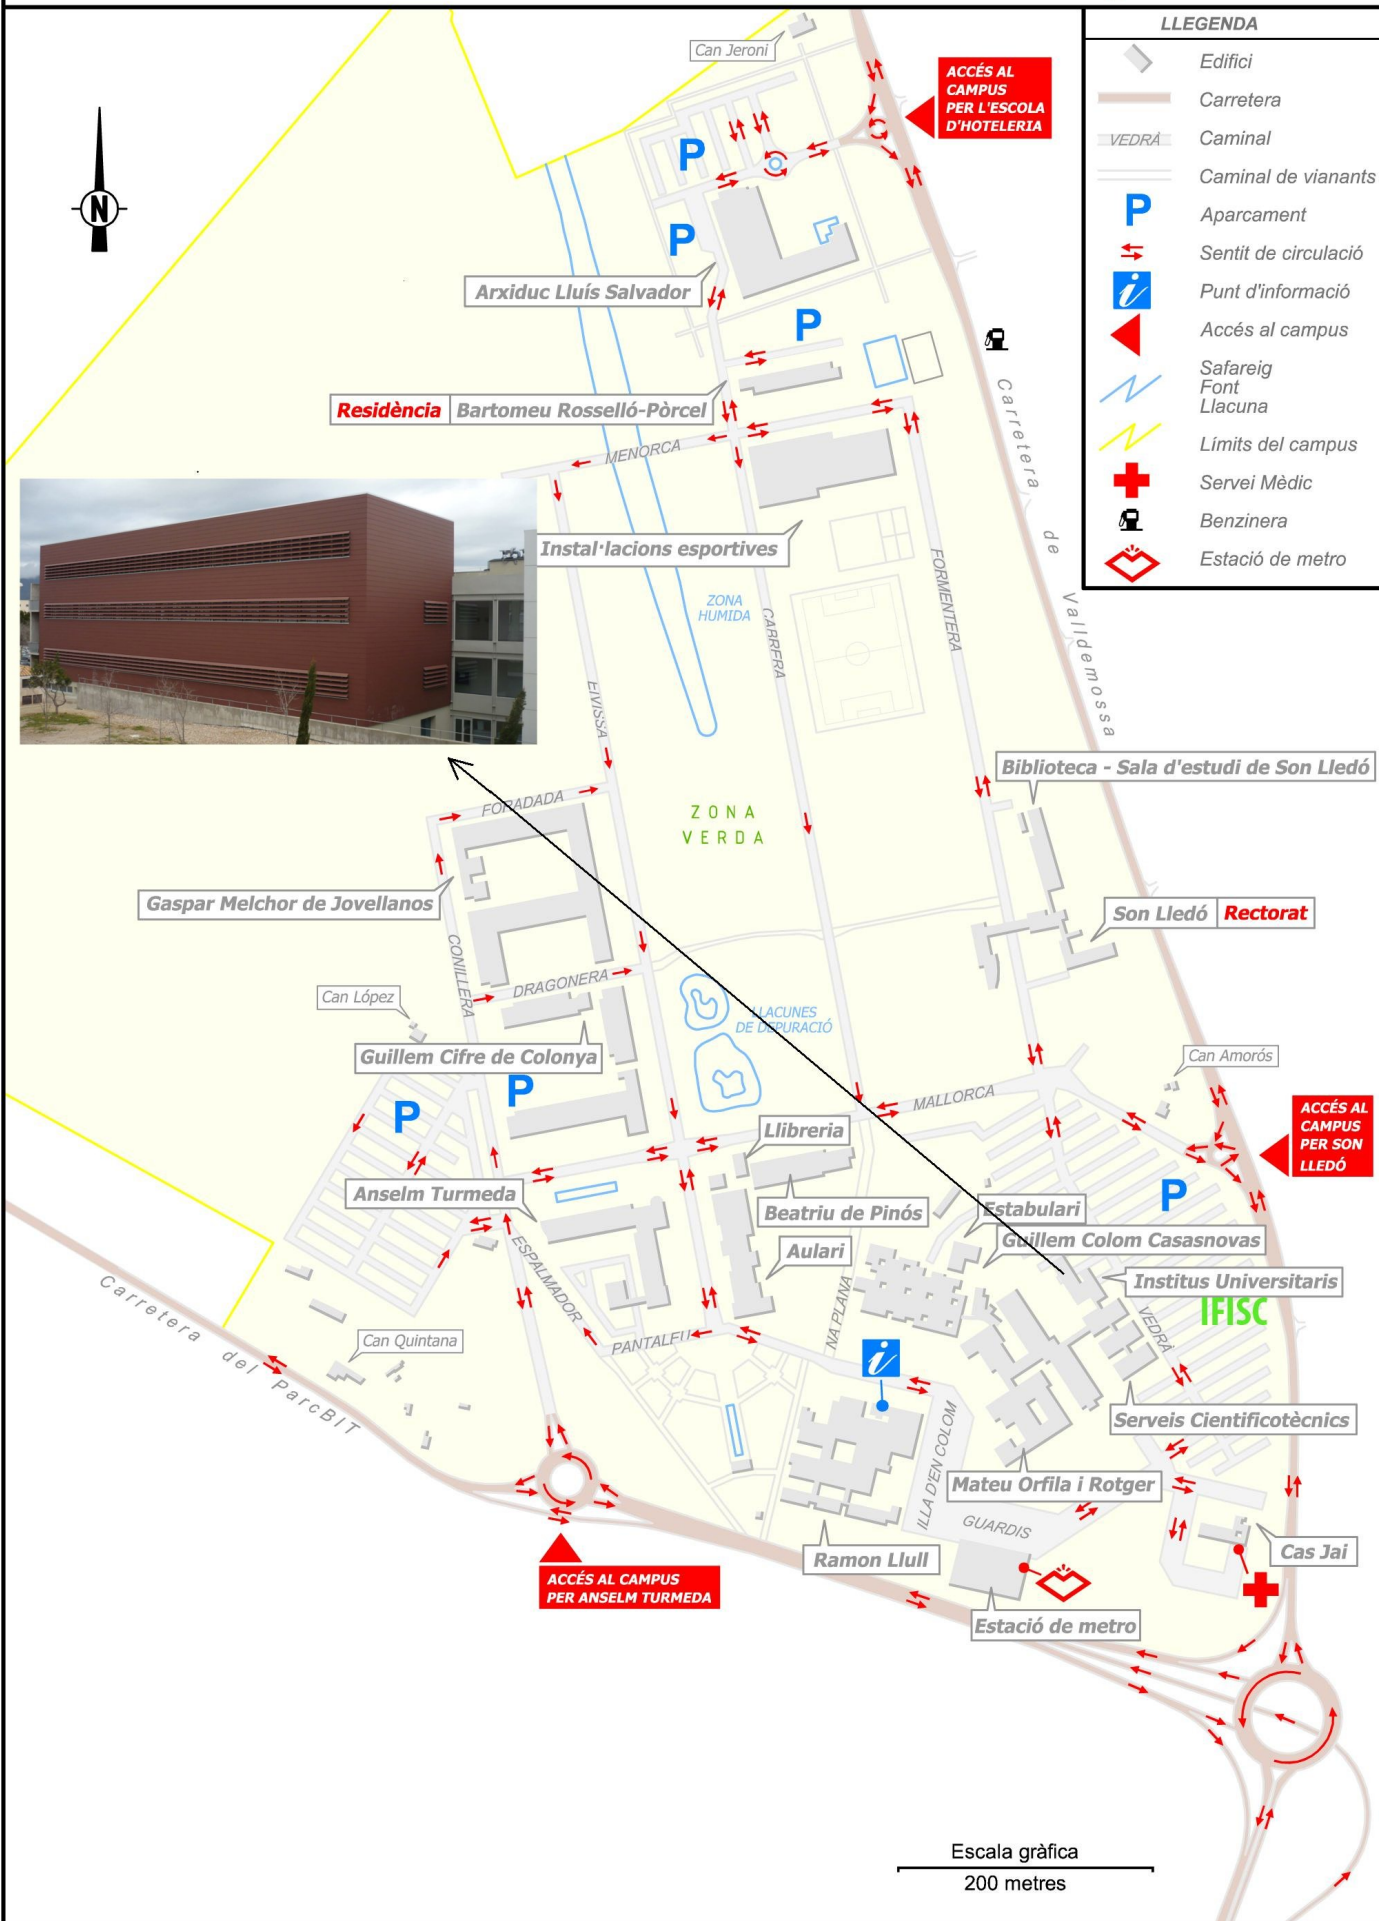 LLEGENDA
Edifici
Carretera
VEDRÀ
Caminal
Caminal de vianants
P
Aparcament
Sentit de circulació
i
Punt d'informació
Accés al campus
Safareig
Font
Llacuna
Límits del campus
Servei Mèdic
Benzinera
Estació de metro
N
Can Jeroni
ACCÉS AL
CAMPUS
PER L'ESCOLA
D'HOTELERIA
P
P
Arxiduc Lluís Salvador
P
Residència Bartomeu Rosselló-Pòrcel
MENORCA
Instal·lacions esportives
Carretera de Valldemossa
ZONA
HUMIDA
CABRERA
FORMENTERA
EIVISSA
Biblioteca - Sala d'estudi de Son Lledó
FORADADA
ZONA
VERDA
Gaspar Melchor de Jovellanos
Son Lledó Rectorat
CONILLERA
DRAGONERA
Can López
LLACUNES
DE DEPURACIÓ
Guillem Cifre de Colonya
Can Amorós
P
P
MALLORCA
ACCÉS AL
CAMPUS
PER SON
LLEDÓ
Llibreria
Anselm Turmeda
P
Beatriu de Pinós
Estabulari
Aulari
Guillem Colom Casasnovas
Institus Universitaris
IFISC
ESPALMADOR
Carretera del ParcBIT
Can Quintana
PANTALEU
NA PLANA
VEDRÀ
i
Serveis Cientificotècnics
ILLA D'EN COLOM
Mateu Orfila i Rotger
GUARDIS
Ramon Llull
Cas Jai
ACCÉS AL CAMPUS
PER ANSELM TURMEDA
Estació de metro
Escala gràfica
200 metres